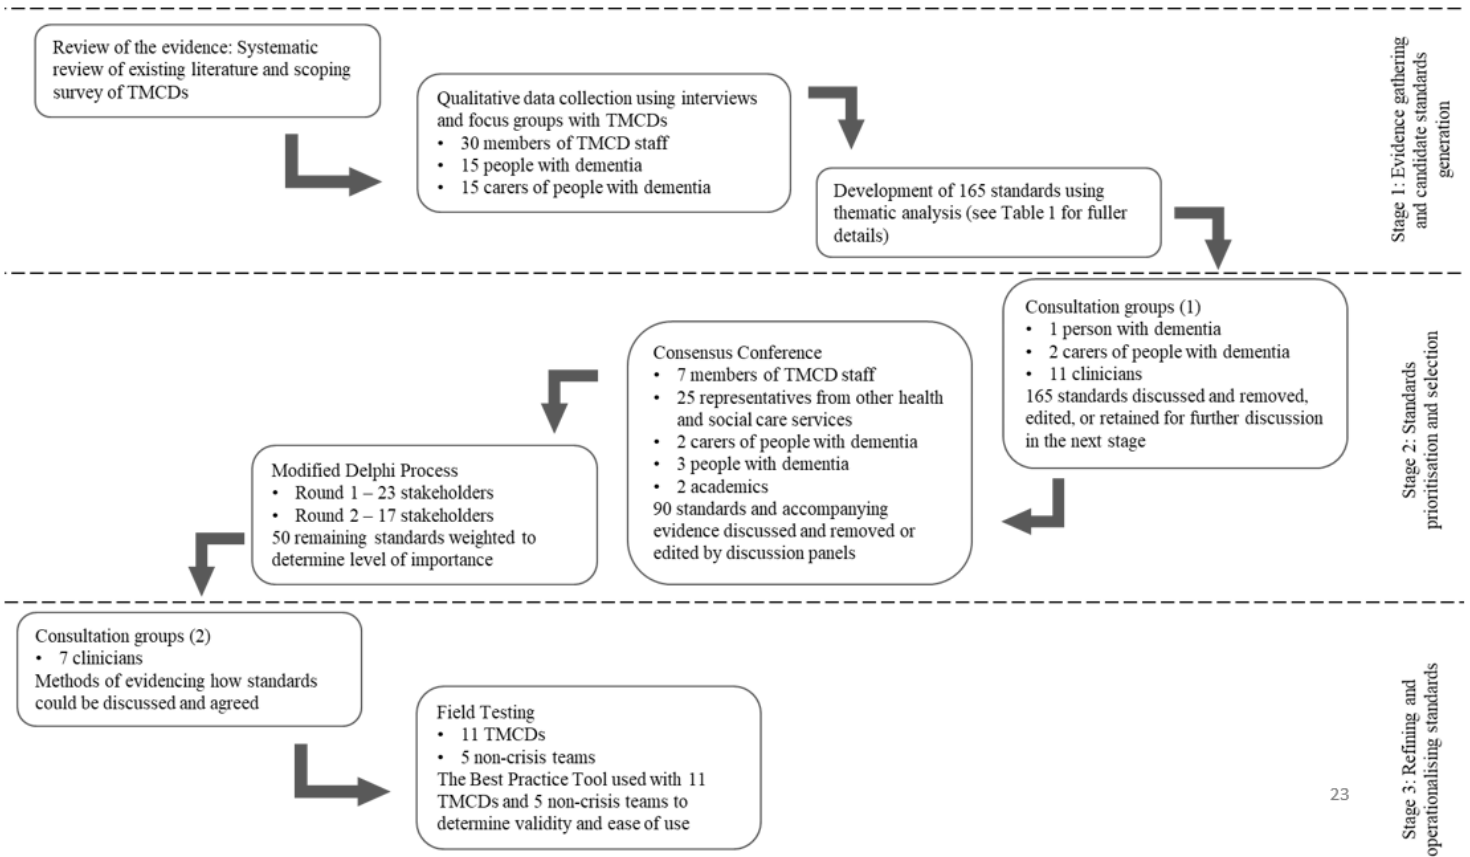 Review of the evidence: Systematic
review of existing literature and scoping
survey of TMCDs
Qualitative data collection using interviews
and focus groups with TMCDs
• 30 members of TMCD staff
• 15 people with dementia
• 15 carers of people with dementia
Development of 165 standards using
thematic analysis (see Table 1 for fuller
details)
Stage 1: Evidence gathering
and candidate standards
generation
Consultation groups (1)
• 1 person with dementia
• 2 carers of people with dementia
• 11 clinicians
165 standards discussed and removed,
edited, or retained for further discussion
in the next stage
Consensus Conference
• 7 members of TMCD staff
• 25 representatives from other health
and social care services
• 2 carers of people with dementia
• 3 people with dementia
• 2 academics
90 standards and accompanying
evidence discussed and removed or
edited by discussion panels
Modified Delphi Process
• Round 1 – 23 stakeholders
• Round 2 – 17 stakeholders
50 remaining standards weighted to
determine level of importance
Stage 2: Standards
prioritisation and selection
Consultation groups (2)
• 7 clinicians
Methods of evidencing how standards
could be discussed and agreed
Field Testing
• 11 TMCDs
• 5 non-crisis teams
The Best Practice Tool used with 11
TMCDs and 5 non-crisis teams to
determine validity and ease of use
Stage 3: Refining and
operationalising standards
23